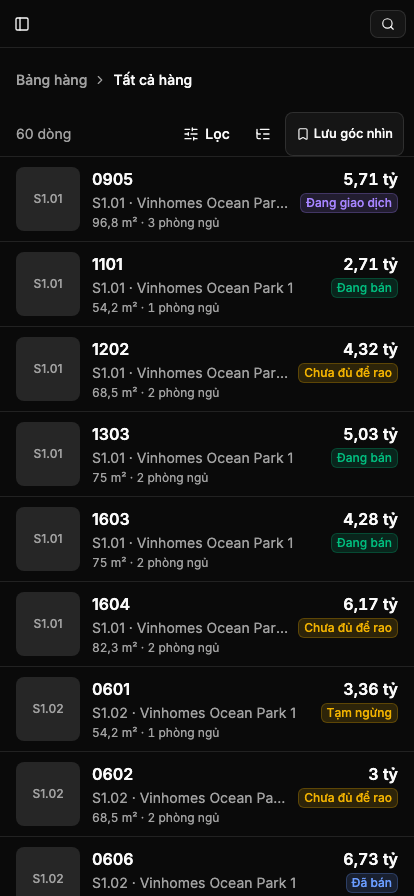 Bảng hàng > Tất cả hàng
60 dòng Lọc Lưu góc nhìn
S1.01 0905 5,71 tỷ
S1.01 · Vinhomes Ocean Par... Đang giao dịch
96,8 m² · 3 phòng ngủ
S1.01 1101 2,71 tỷ
S1.01 · Vinhomes Ocean Park 1 Đang bán
54,2 m² · 1 phòng ngủ
S1.01 1202 4,32 tỷ
S1.01 · Vinhomes Ocean Par... Chưa đủ để rao
68,5 m² · 2 phòng ngủ
S1.01 1303 5,03 tỷ
S1.01 · Vinhomes Ocean Park 1 Đang bán
75 m² · 2 phòng ngủ
S1.01 1603 4,28 tỷ
S1.01 · Vinhomes Ocean Park 1 Đang bán
75 m² · 2 phòng ngủ
S1.01 1604 6,17 tỷ
S1.01 · Vinhomes Ocean Par... Chưa đủ để rao
82,3 m² · 2 phòng ngủ
S1.02 0601 3,36 tỷ
S1.02 · Vinhomes Ocean Park 1 Tạm ngừng
54,2 m² · 1 phòng ngủ
S1.02 0602 3 tỷ
S1.02 · Vinhomes Ocean Pa... Chưa đủ để rao
68,5 m² · 2 phòng ngủ
S1.02 0606 6,73 tỷ
S1.02 · Vinhomes Ocean Park 1 Đã bán